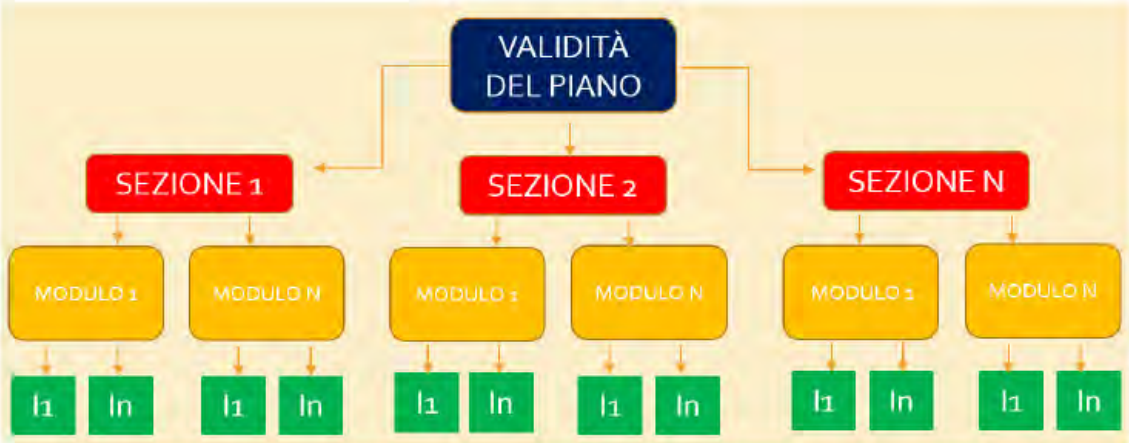 VALIDITÀ
DEL PIANO
SEZIONE 1
SEZIONE 2
SEZIONE N
MODULO 1
MODULO N
MODULO 1
MODULO N
MODULO 1
MODULO N
I1
In
I1
In
I1
In
I1
In
I1
In
I1
In